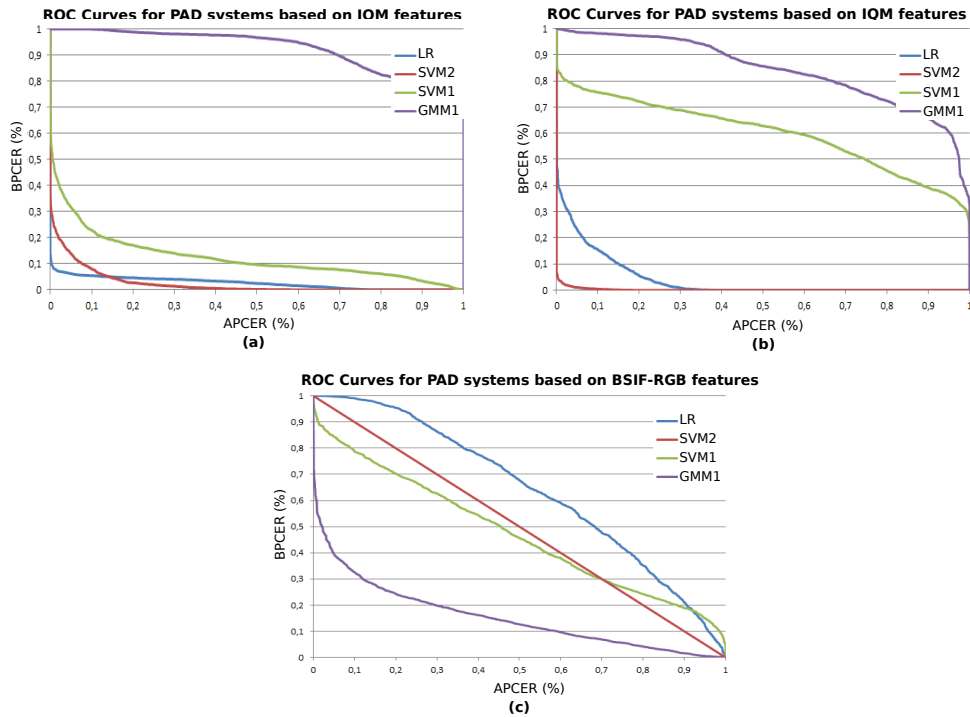 ROC Curves for PAD systems based on IQM features
BPCER (%)
1
0,9
0,8
0,7
0,6
0,5
0,4
0,3
0,2
0,1
0
LR
SVM2
SVM1
GMM1
0 0,1 0,2 0,3 0,4 0,5 0,6 0,7 0,8 0,9 1
APCER (%)
(a)
ROC Curves for PAD systems based on IQM features
BPCER (%)
1
0,9
0,8
0,7
0,6
0,5
0,4
0,3
0,2
0,1
0
LR
SVM2
SVM1
GMM1
0 0,1 0,2 0,3 0,4 0,5 0,6 0,7 0,8 0,9 1
APCER (%)
(b)
ROC Curves for PAD systems based on BSIF-RGB features
BPCER (%)
1
0,9
0,8
0,7
0,6
0,5
0,4
0,3
0,2
0,1
0
LR
SVM2
SVM1
GMM1
0 0,1 0,2 0,3 0,4 0,5 0,6 0,7 0,8 0,9 1
APCER (%)
(c)